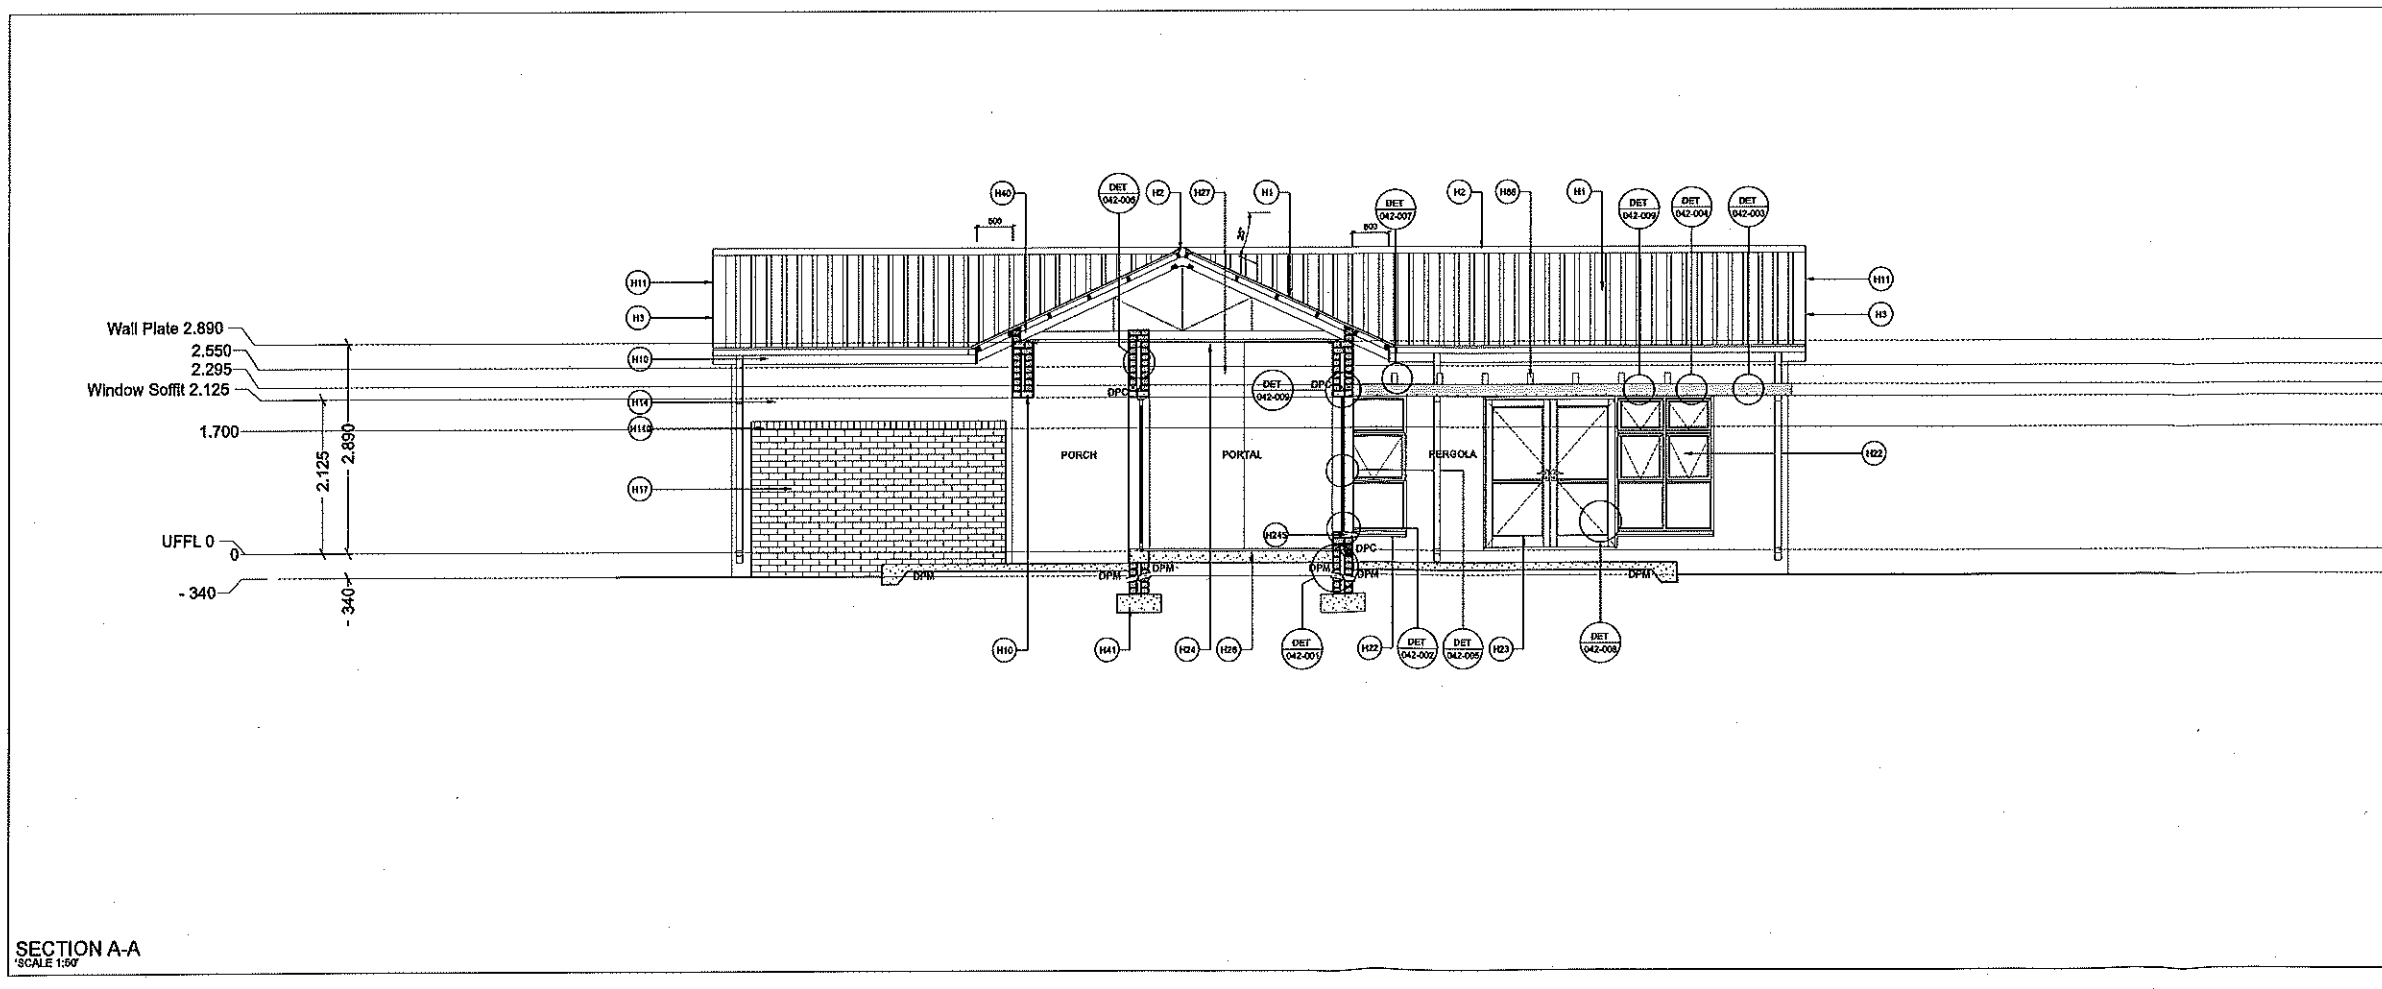 H40
DET
042-006
H2
H27
H1
DET
042-007
H2
H86
H1
DET
042-009
DET
042-004
DET
042-003
500
500
H11
H11
H3
H3
Wall Plate 2.890
2.550
2.295
Window Soffit 2.125
1.700
2.125
2.890
H10
H14
H110
H17
DPC
DET
042-009
DPC
PORCH
PORTAL
PERGOLA
H22
UFFL 0
0
- 340
- 340
H245
DPC
DPM
DPM
DPM
DPM
DPM
DPM
H10
H41
H24
H26
DET
042-001
H22
DET
042-002
DET
042-005
H23
DET
042-008
SECTION A-A
'SCALE 1:50'